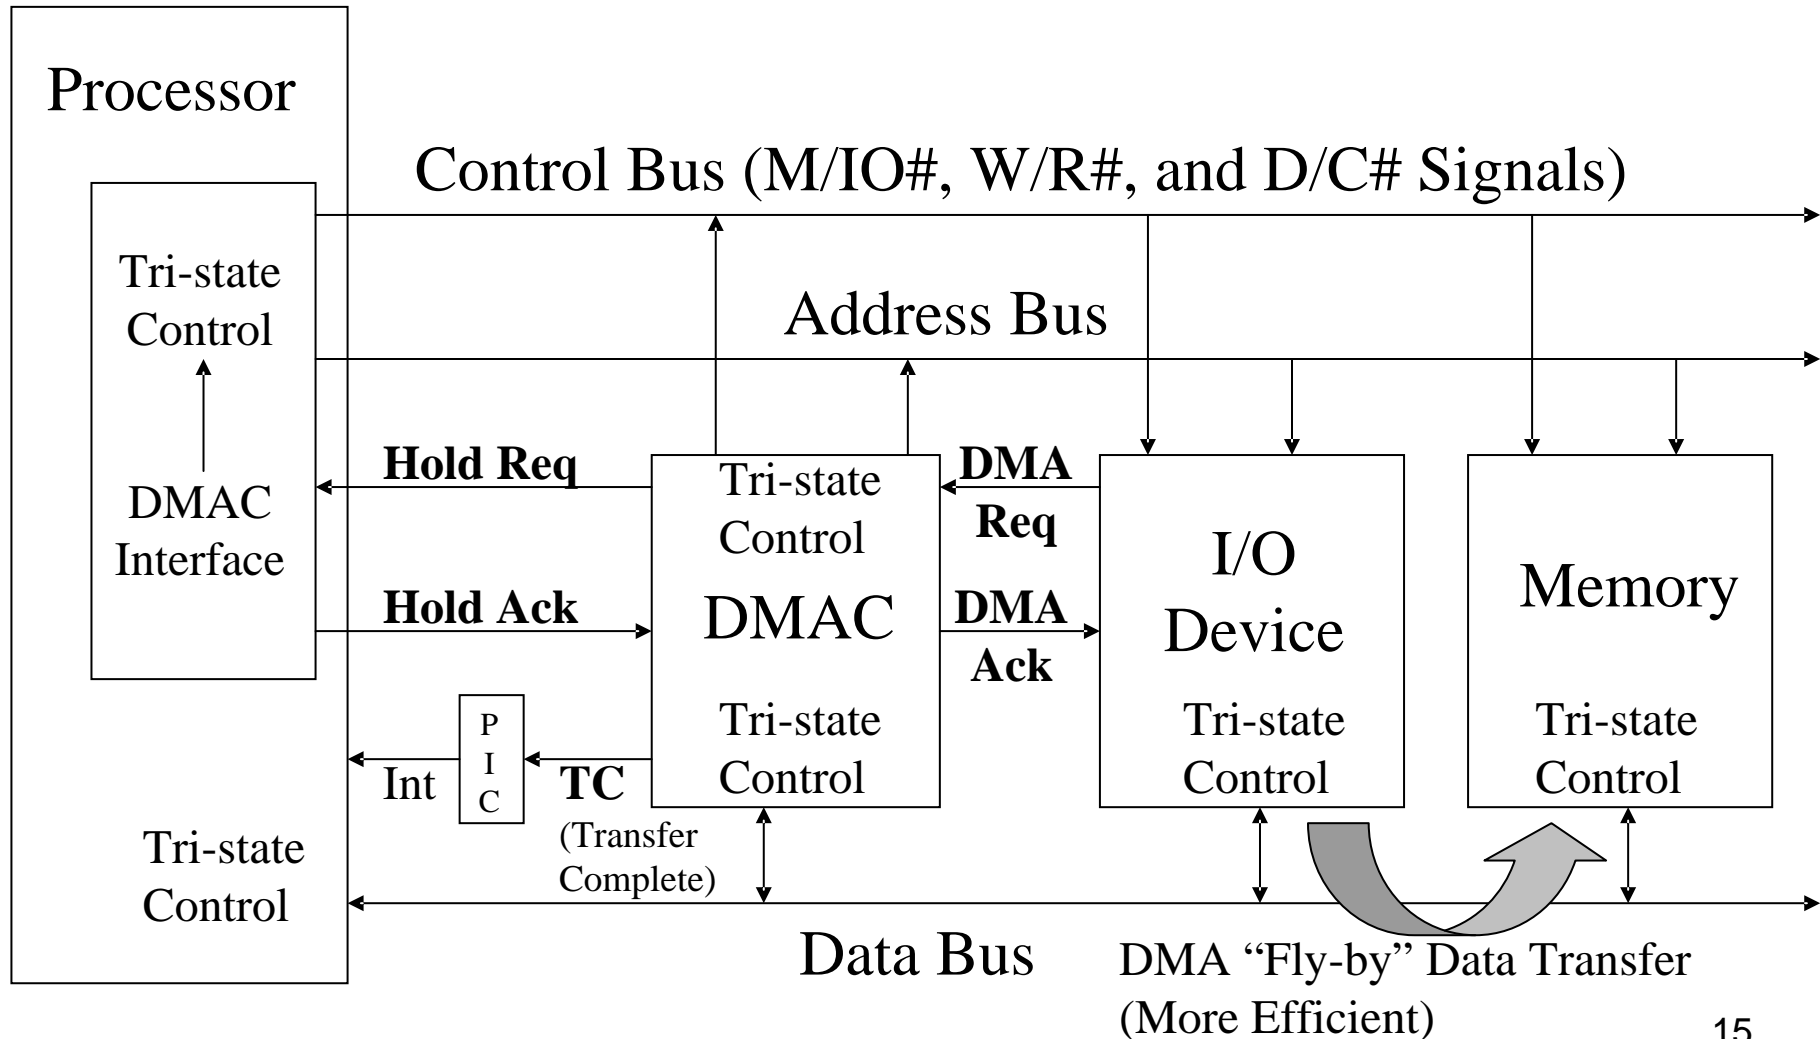 Processor
Control Bus (M/IO#, W/R#, and D/C# Signals)
Tri-state
Control
Address Bus
DMAC
Interface
Hold Req
Hold Ack
Tri-state
Control
DMAC
Tri-state
Control
DMA
Req
DMA
Ack
I/O
Device
Tri-state
Control
Memory
Tri-state
Control
P
I
C
Int
TC
(Transfer
Complete)
Tri-state
Control
Data Bus
DMA “Fly-by” Data Transfer
(More Efficient)
15